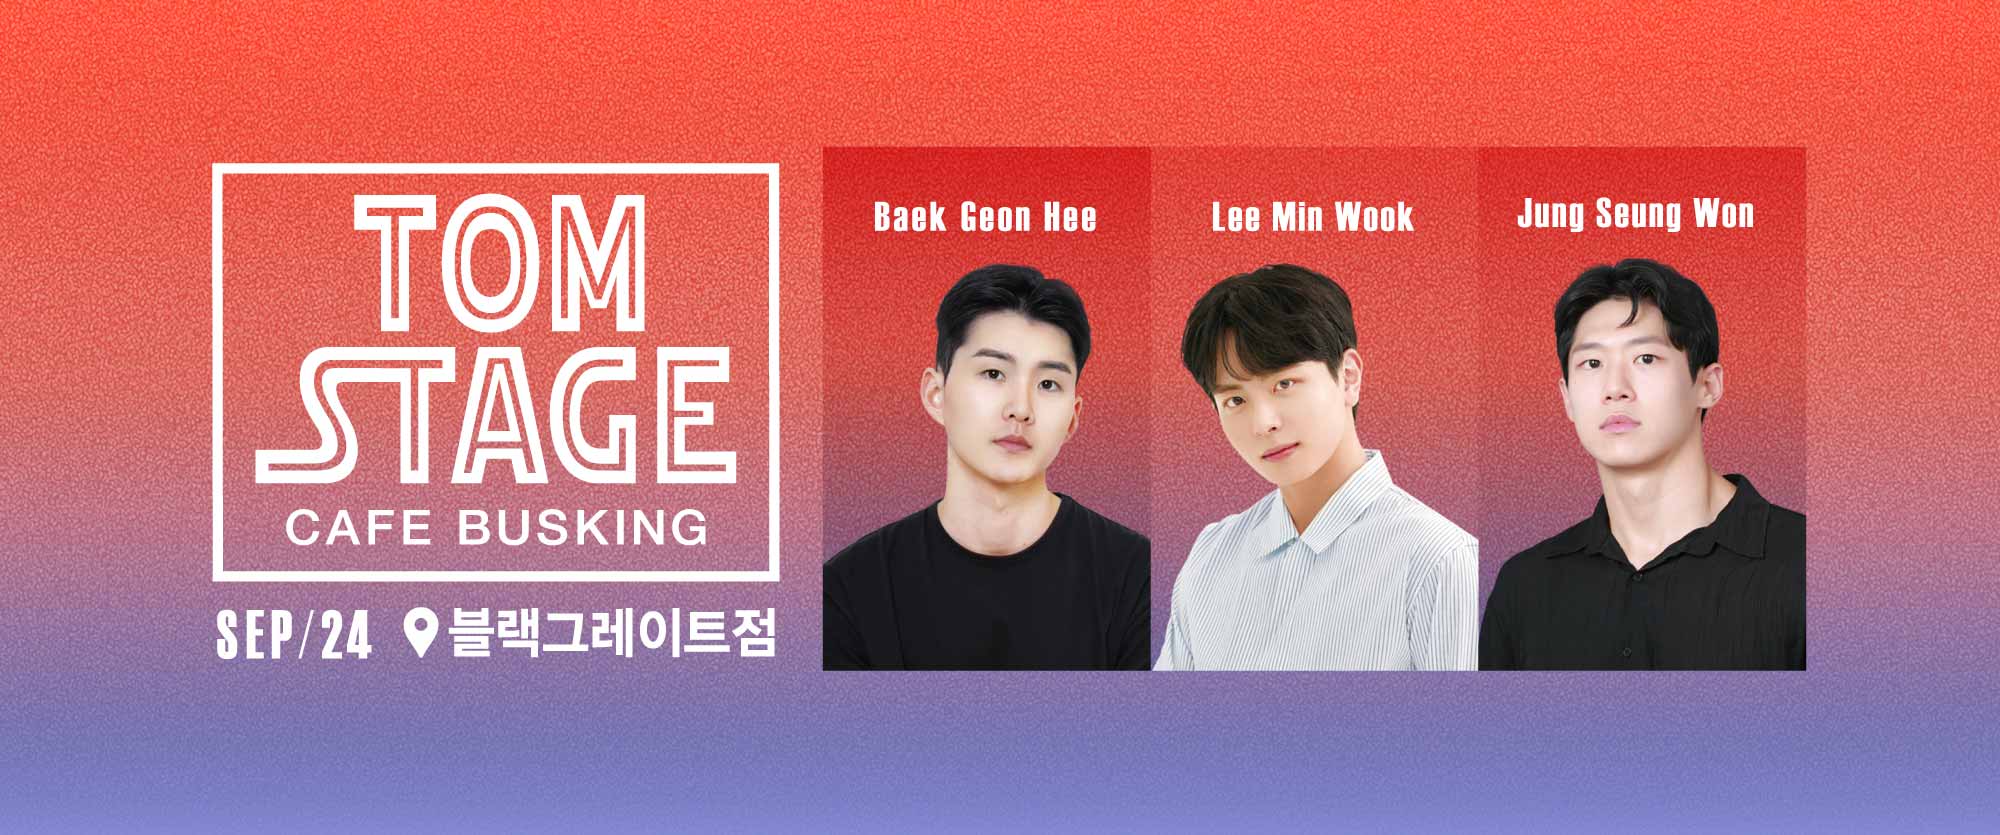 TOM
STAGE
CAFE BUSKING
SEP/24 블랙그레이트점
Baek Geon Hee
Lee Min Wook
Jung Seung Won